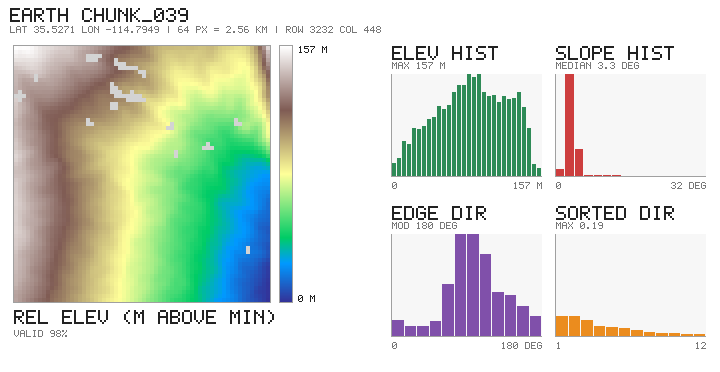 EARTH CHUNK_039
LAT 35.5271 LON -114.7949 | 64 PX = 2.56 KM | ROW 3232 COL 448
157 M
0 M
REL ELEV (M ABOVE MIN)
VALID 98%
ELEV HIST
MAX 157 M
0 157 M
SLOPE HIST
MEDIAN 3.3 DEG
0 32 DEG
EDGE DIR
MOD 180 DEG
0 180 DEG
SORTED DIR
MAX 0.19
1 12